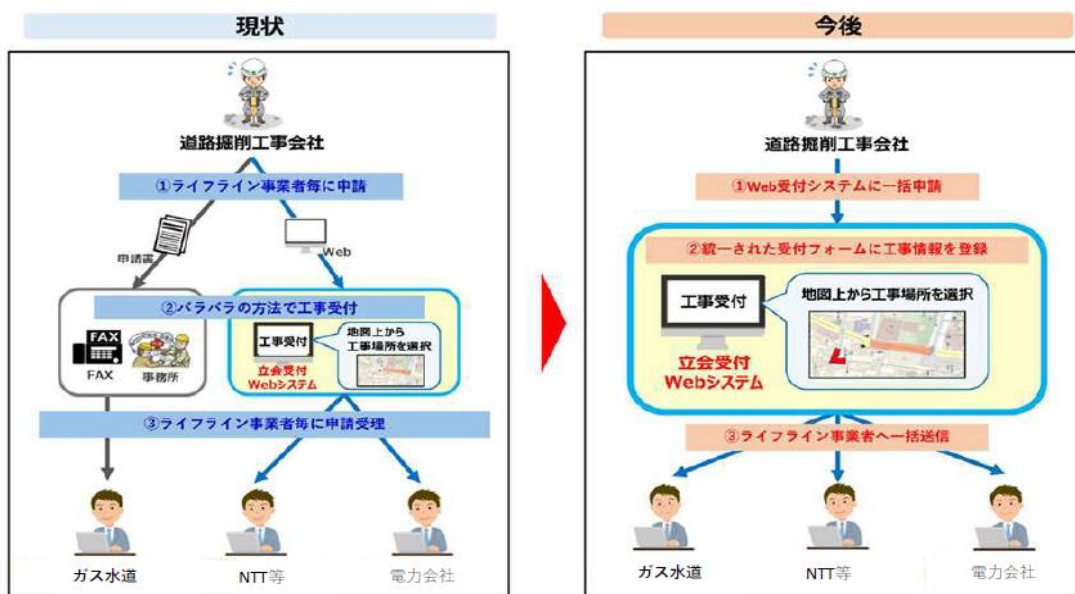 現状
道路掘削工事会社
①ライフライン事業者毎に申請
申請書
Web
②バラバラの方法で工事受付
FAX
FAX
事務所
工事受付
立会受付
Webシステム
地図上から
工事場所を選択
③ライフライン事業者毎に申請受理
ガス水道
NTT等
電力会社
今後
道路掘削工事会社
①Web受付システムに一括申請
②統一された受付フォームに工事情報を登録
工事受付
立会受付
Webシステム
地図上から工事場所を選択
③ライフライン事業者へ一括送信
ガス水道
NTT等
電力会社